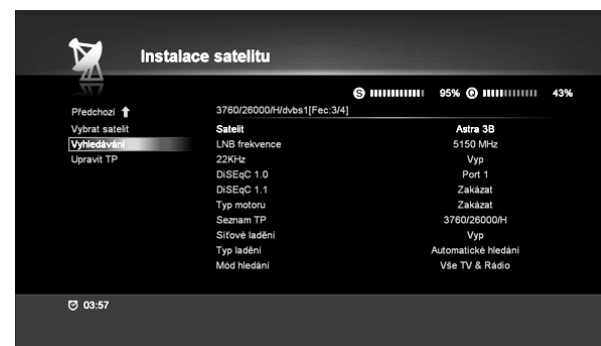 Instalace satelitu
S 95% Q 43%
Předchozí
3760/26000/H/dvbs1[Fec:3/4]
Vybrat satelit
Satelit Astra 3B
Vyhledávání
LNB frekvence 5150 MHz
Upravit TP
22KHz Vyp
DiSEqC 1.0 Port 1
DiSEqC 1.1 Zakázat
Typ motoru Zakázat
Seznam TP 3760/26000/H
Síťové ladění Vyp
Typ ladění Automatické hledání
Mód hledání Vše TV & Rádio
03:57